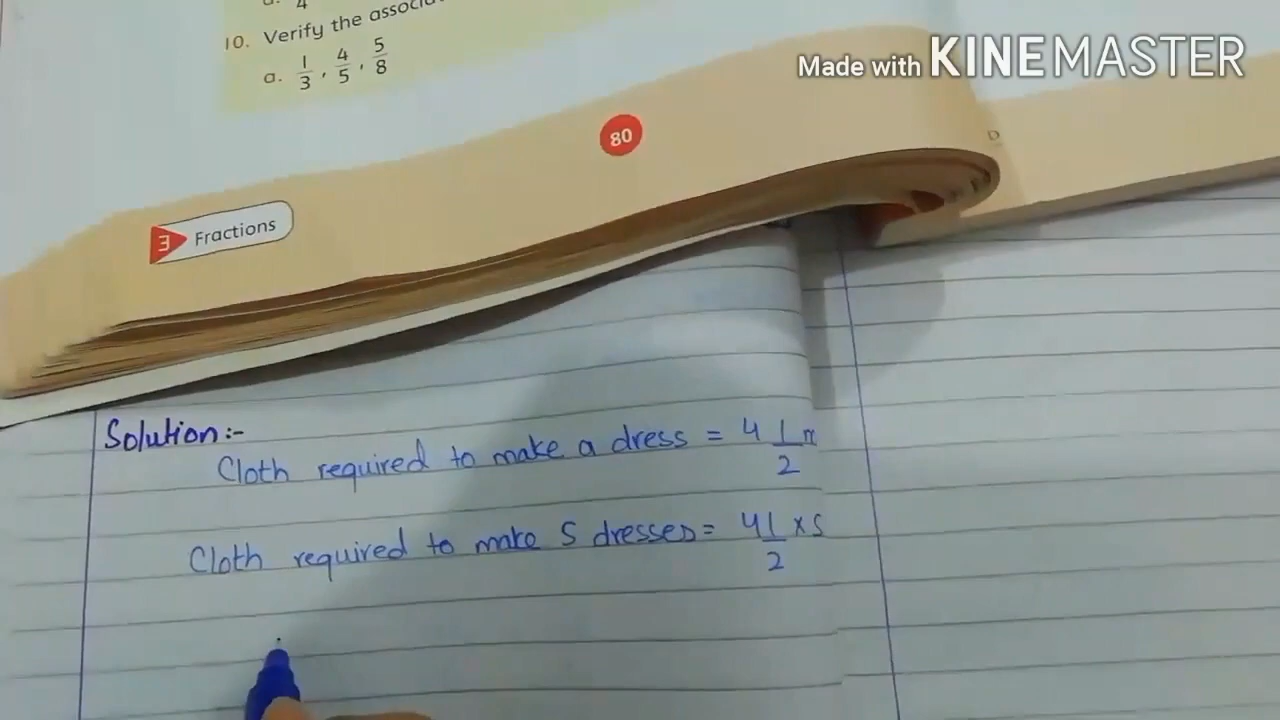 4
10. Verify the associ
a. 1/3, 4/5, 5/8
Made with KINEMASTER
80
3 Fractions
Solution:-
Cloth required to make a dress = 4 1/2 m
Cloth required to make 5 dresses = 4 1/2 x 5